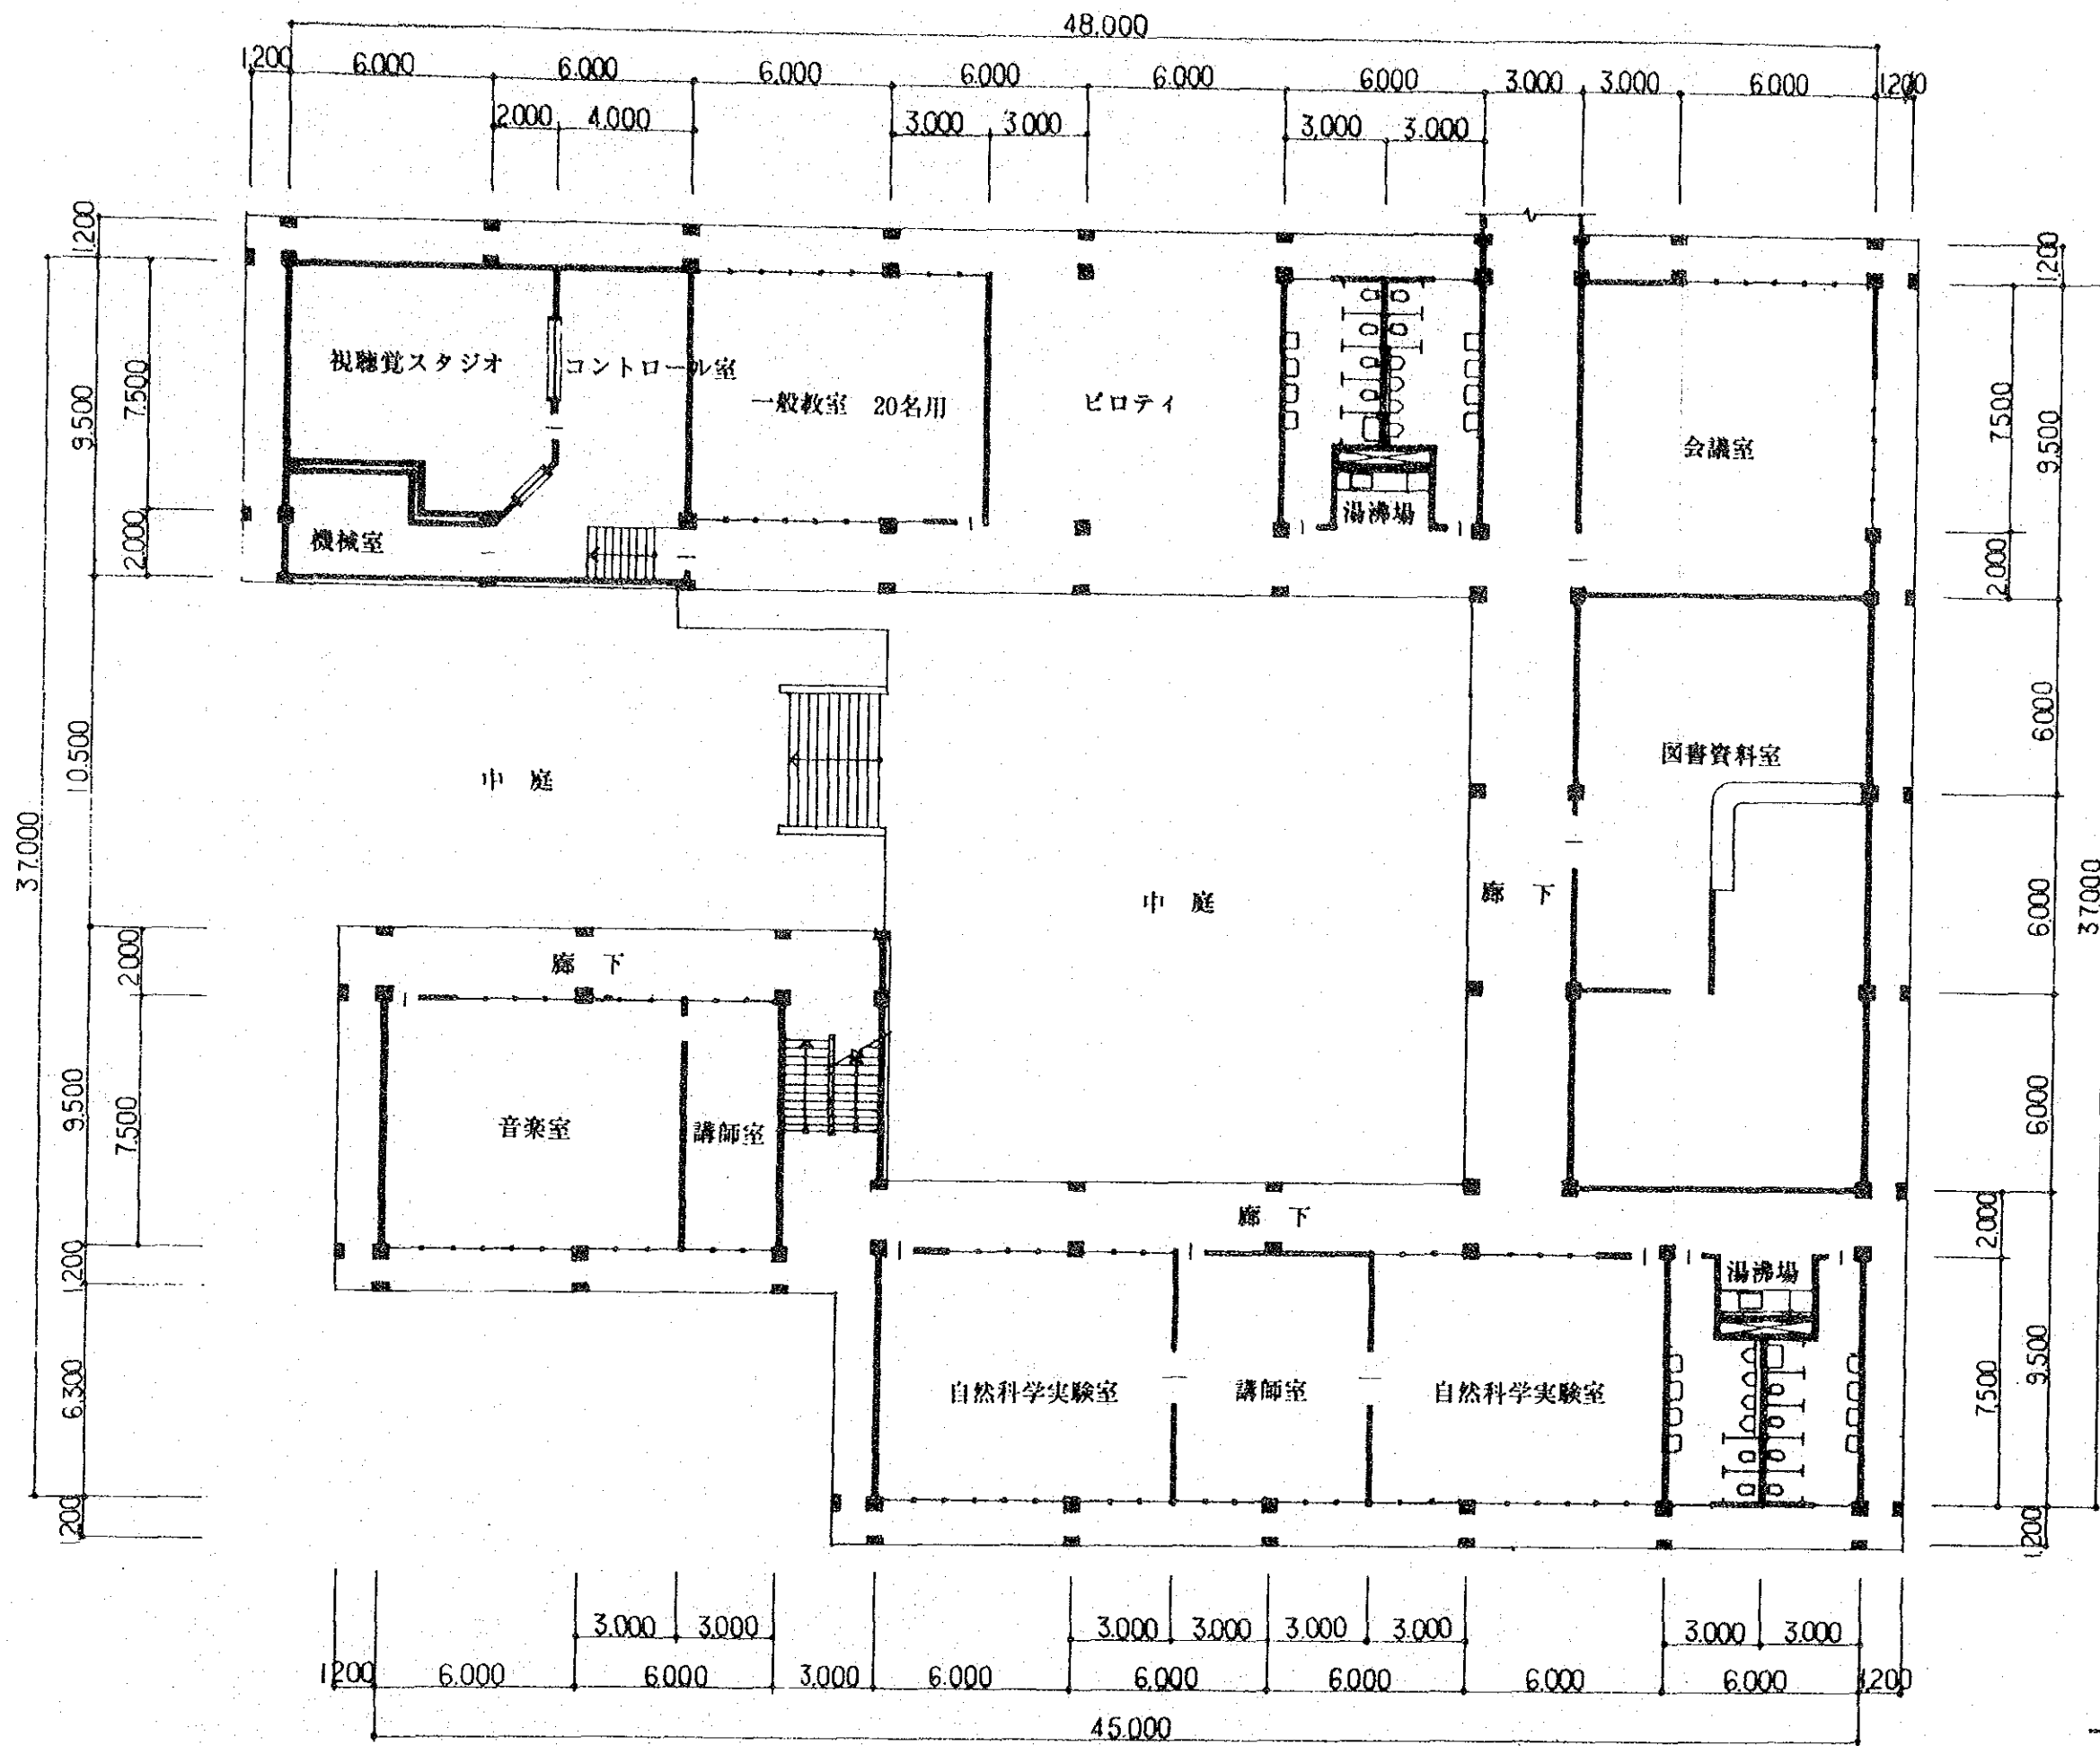 48.000
1.200 6.000 6.000 6.000 6.000 6.000 6000 3.000 3.000 6.000 1.200
2.000 4.000 3.000 3.000 3,000 3.000
1.200
9.500
7.500
2.000
10.500
37.000
2.000
9.500
7.500
1.200
6.300
1.200
視聴覚スタジオ
コントロール室
一般教室 20名用
ピロティ
湯沸場
会議室
機械室
中 庭
中 庭
図書資料室
廊 下
廊 下
音楽室
講師室
廊 下
湯沸場
自然科学実験室
講師室
自然科学実験室
1.200
7.500
9.500
2.000
6.000
6.000
37.000
6.000
2.000
7.500
9.500
1.200
3.000 3.000 3.000 3.000 3.000 3.000 3.000 3.000
1.200 6.000 6.000 3.000 6.000 6.000 6.000 6.000 6.000 1.200
45.000